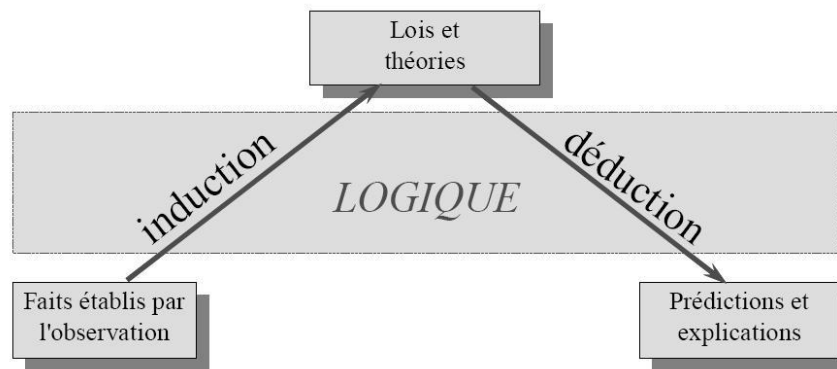 Lois et
théories
induction
déduction
LOGIQUE
Faits établis par
l'observation
Prédictions et
explications